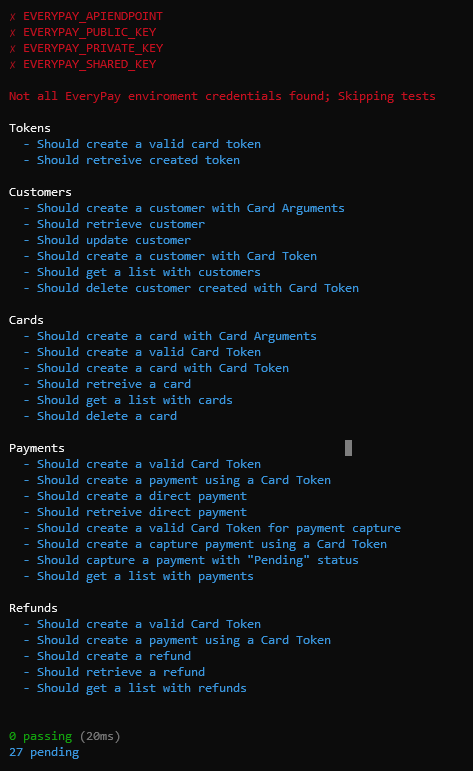 ✗ EVERYPAY_APIENDPOINT
✗ EVERYPAY_PUBLIC_KEY
✗ EVERYPAY_PRIVATE_KEY
✗ EVERYPAY_SHARED_KEY
Not all EveryPay enviroment credentials found; Skipping tests
Tokens
- Should create a valid card token
- Should retreive created token
Customers
- Should create a customer with Card Arguments
- Should retrieve customer
- Should update customer
- Should create a customer with Card Token
- Should get a list with customers
- Should delete customer created with Card Token
Cards
- Should create a card with Card Arguments
- Should create a valid Card Token
- Should create a card with Card Token
- Should retreive a card
- Should get a list with cards
- Should delete a card
Payments
- Should create a valid Card Token
- Should create a payment using a Card Token
- Should create a direct payment
- Should retreive direct payment
- Should create a valid Card Token for payment capture
- Should create a capture payment using a Card Token
- Should capture a payment with "Pending" status
- Should get a list with payments
Refunds
- Should create a valid Card Token
- Should create a payment using a Card Token
- Should create a refund
- Should retrieve a refund
- Should get a list with refunds
0 passing (20ms)
27 pending